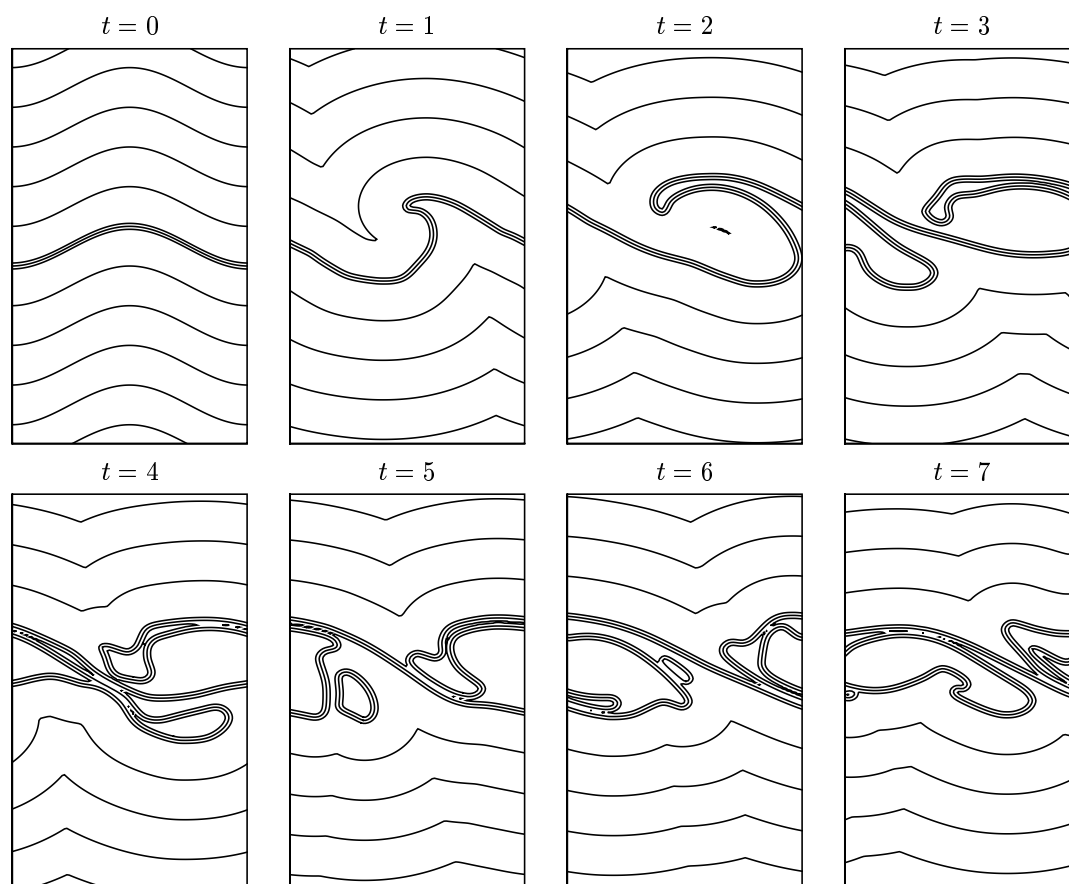 t = 0 t = 1 t = 2 t = 3
t = 4 t = 5 t = 6 t = 7